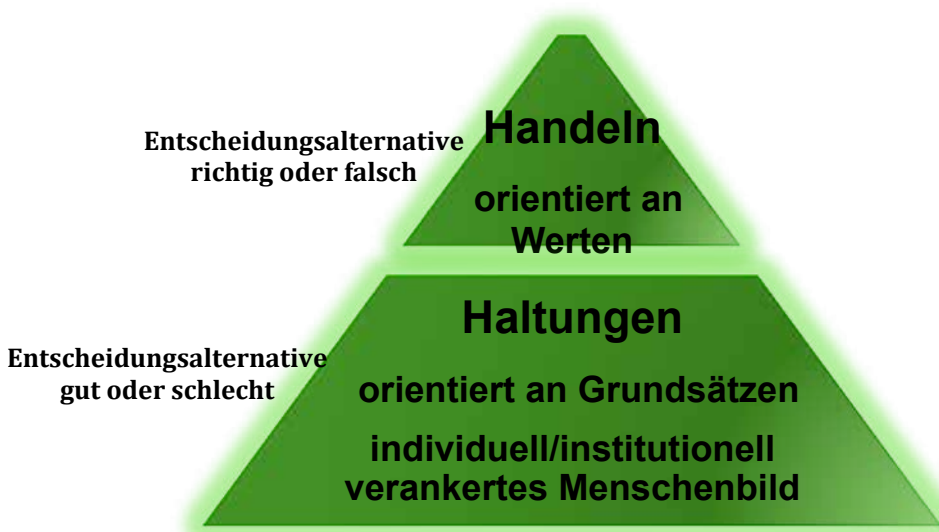 Entscheidungsalternative
richtig oder falsch
Handeln
orientiert an
Werten
Entscheidungsalternative
gut oder schlecht
Haltungen
orientiert an Grundsätzen
individuell/institutionell
verankertes Menschenbild